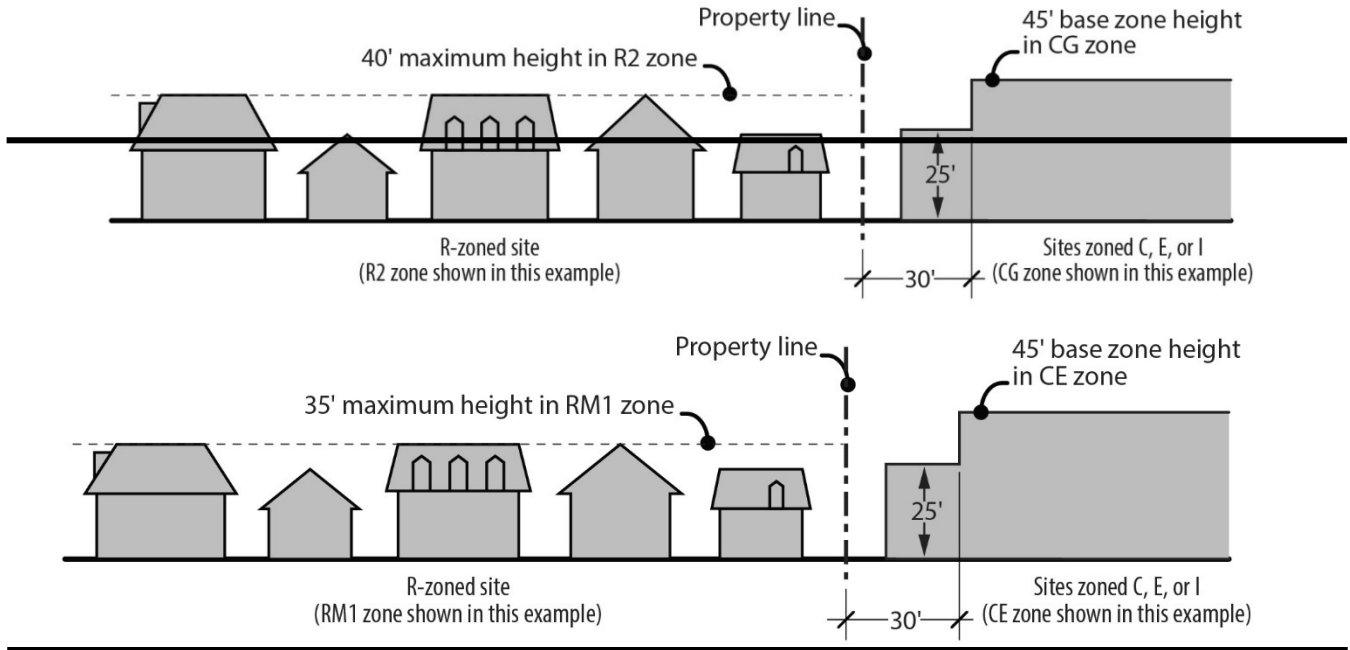 Property line
45' base zone height
in CG zone
40' maximum height in R2 zone
25'
R-zoned site
(R2 zone shown in this example)
Sites zoned C, E, or I
(CG zone shown in this example)
30'
Property line
45' base zone height
in CE zone
35' maximum height in RM1 zone
25'
R-zoned site
(RM1 zone shown in this example)
Sites zoned C, E, or I
(CE zone shown in this example)
30'